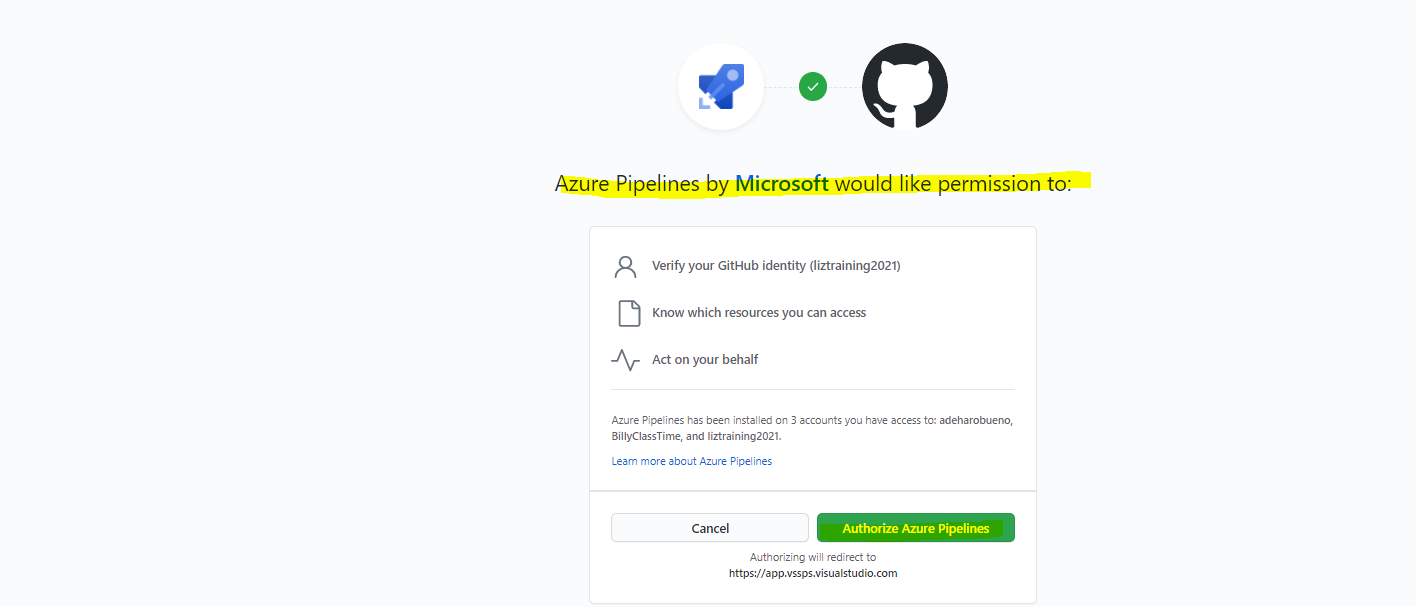 Azure Pipelines by Microsoft would like permission to:
Verify your GitHub identity (liztraining2021)
Know which resources you can access
Act on your behalf
Azure Pipelines has been installed on 3 accounts you have access to: adeharobueno,
BillyClassTime, and liztraining2021.
Learn more about Azure Pipelines
Cancel
Authorize Azure Pipelines
Authorizing will redirect to
https://app.vssps.visualstudio.com